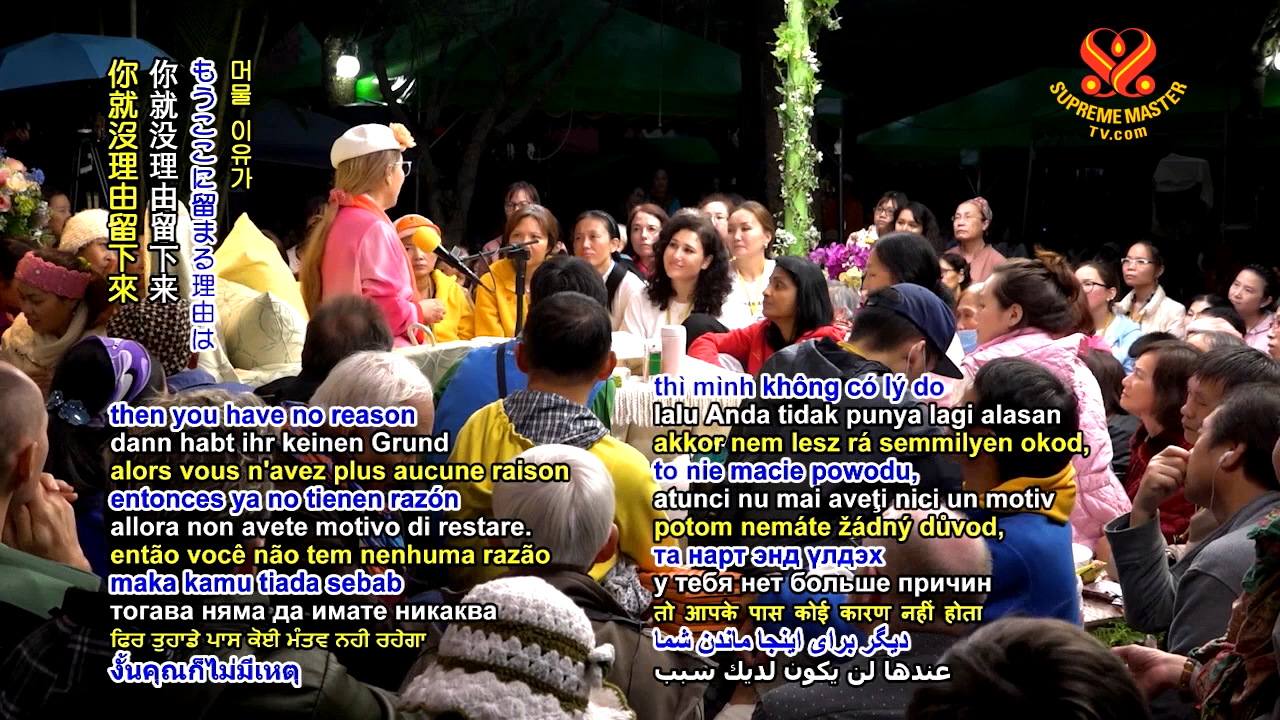 你就沒理由留下來
你就没理由留下来
もうここに留まる理由は
머물 이유가
SUPREME MASTER
TV.com
then you have no reason
dann habt ihr keinen Grund
alors vous n'avez plus aucune raison
entonces ya no tienen razón
allora non avete motivo di restare.
então você não tem nenhuma razão
maka kamu tiada sebab
тогава няма да имате никаква
ਫਿਰ ਤੁਹਾਡੇ ਪਾਸ ਕੋਈ ਮੰਤਵ ਨਹੀ ਰਹੇਗਾ
งั้นคุณก็ไม่มีเหตุ
thì mình không có lý do
lalu Anda tidak punya lagi alasan
akkor nem lesz rá semmilyen okod,
to nie macie powodu,
atunci nu mai aveţi nici un motiv
potom nemáte žádný důvod,
та нарт энд үлдэх
у тебя нет больше причин
तो आपके पास कोई कारण नहीं होता
دیگر برای اینجا ماندن شما
عندها لن يكون لديك سبب